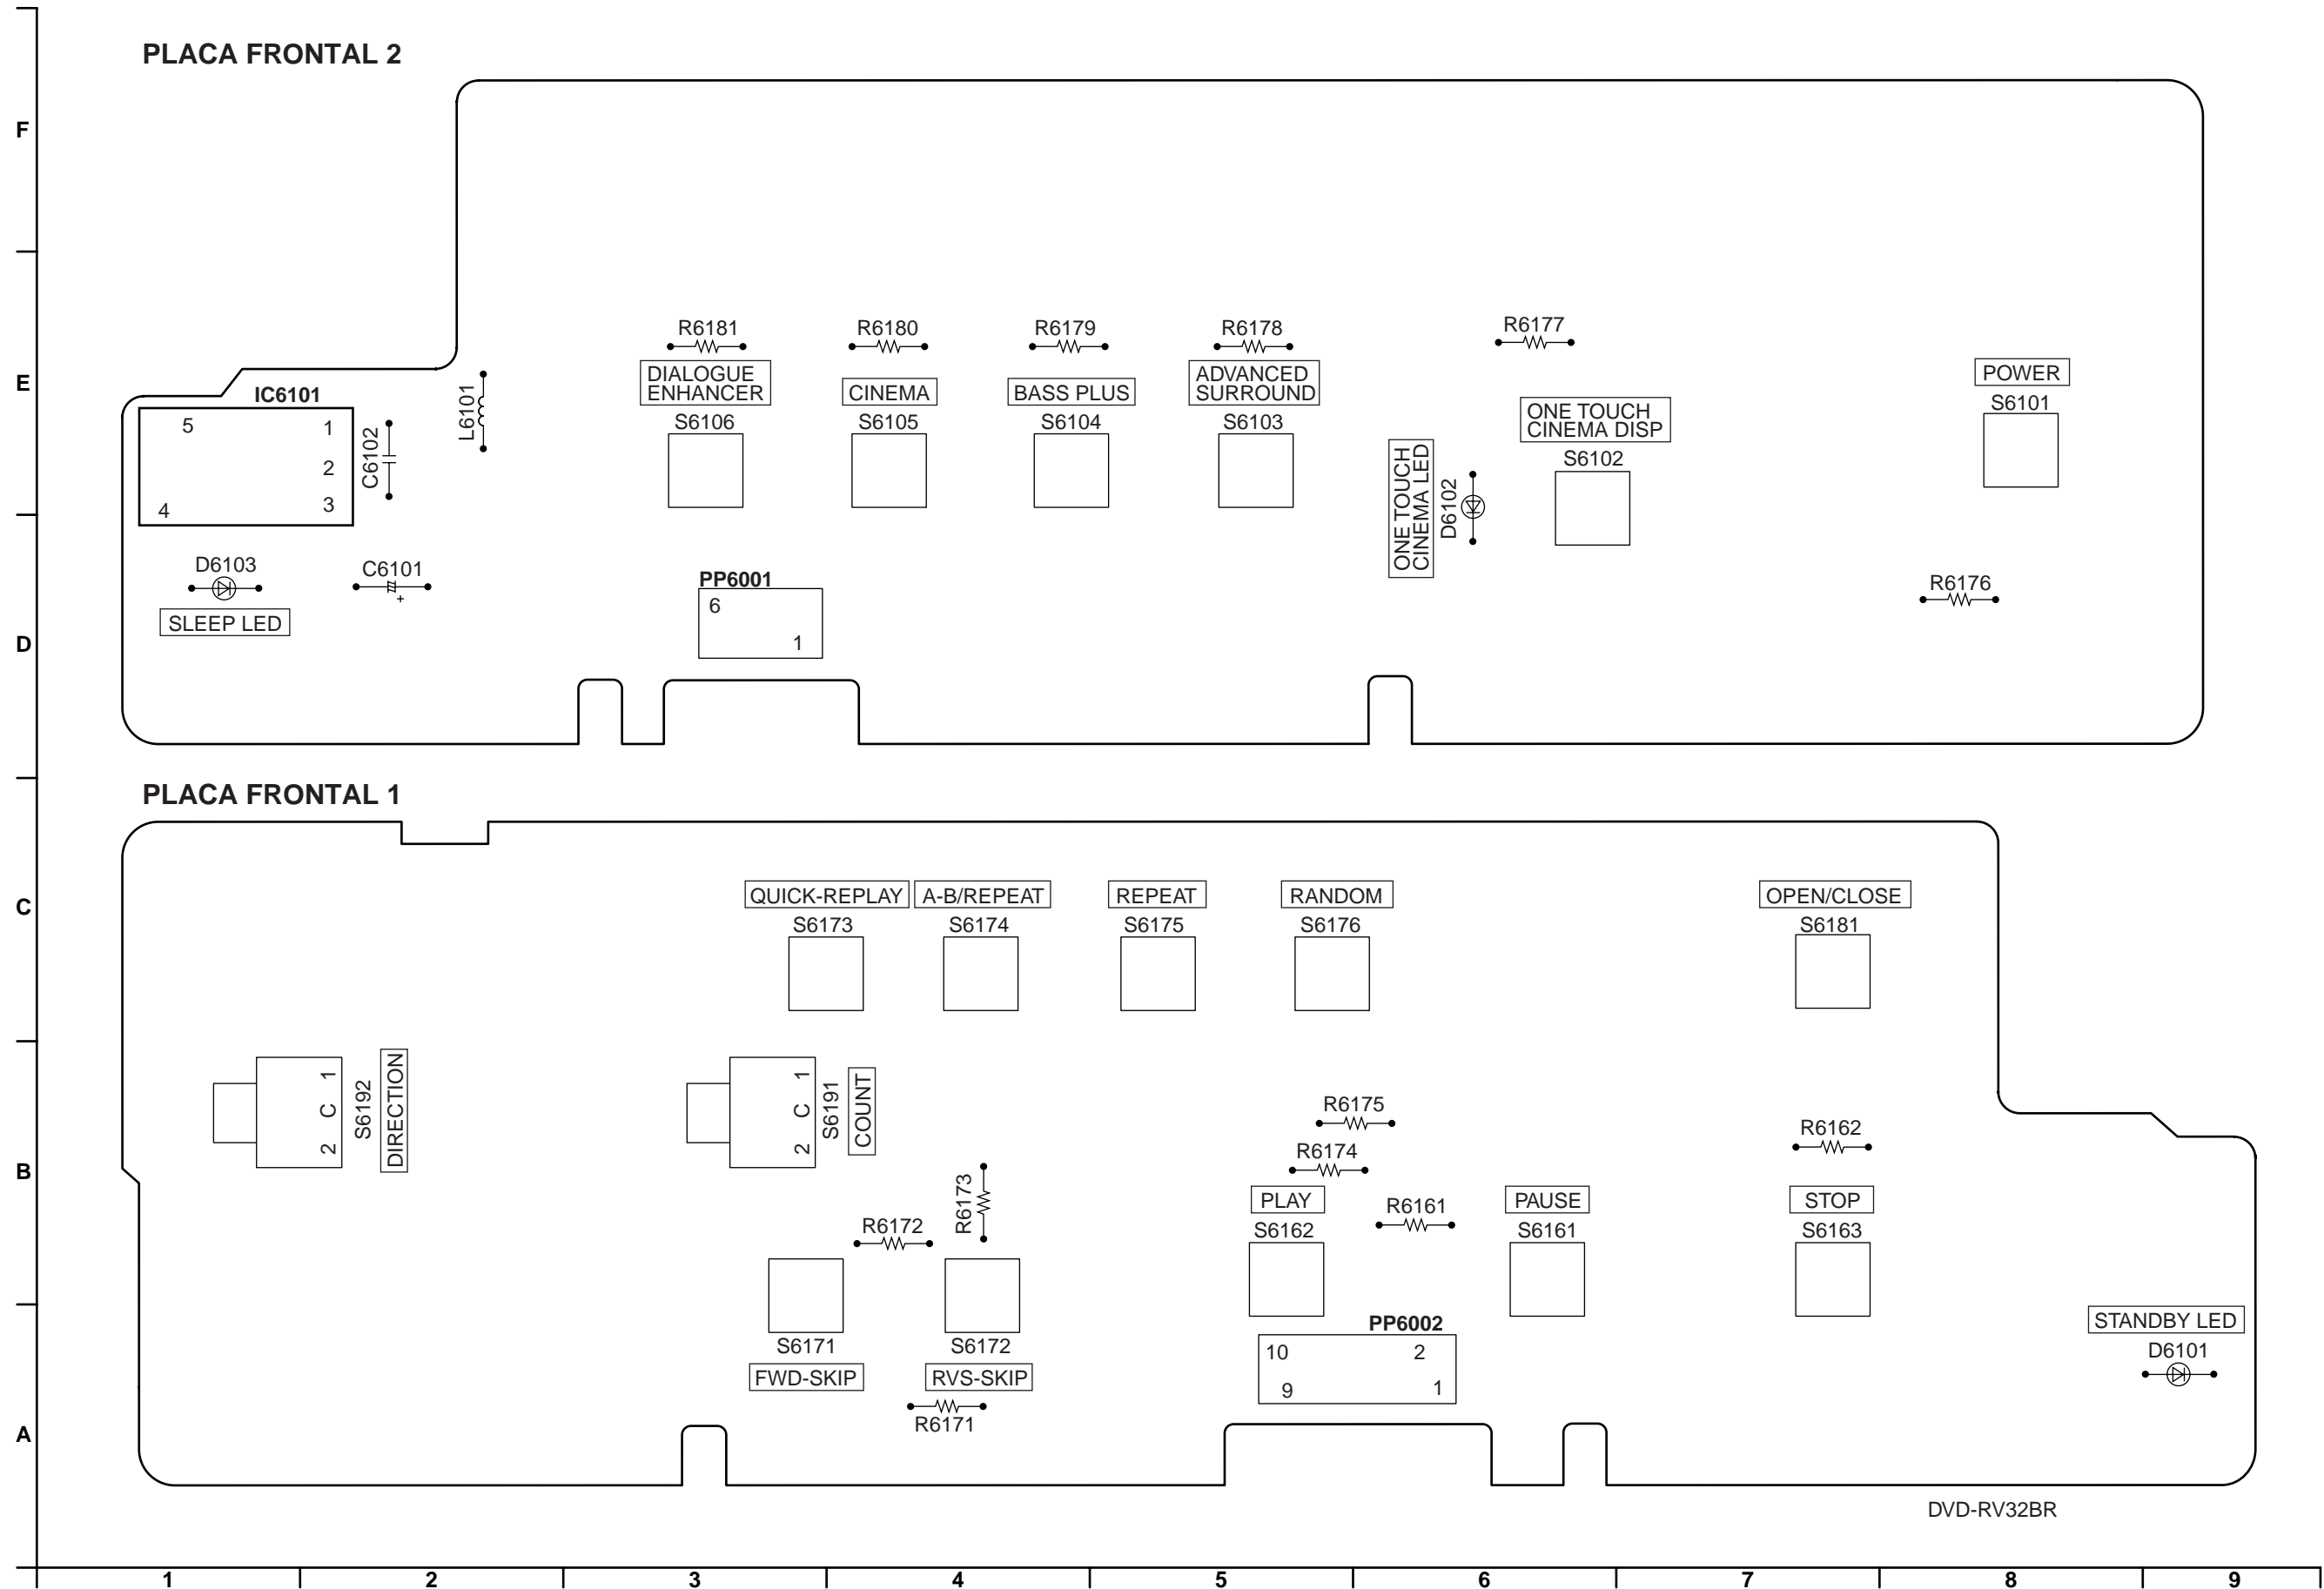 PLACA FRONTAL 2
F
R6181
R6180
R6179
R6178
R6177
E
DIALOGUE
ENHANCER
S6106
CINEMA
S6105
BASS PLUS
S6104
ADVANCED
SURROUND
S6103
ONE TOUCH
CINEMA DISP
S6102
POWER
S6101
IC6101
5
1
2
3
4
C6102
L6101
ONE TOUCH
CINEMA LED
D6102
D6103
SLEEP LED
C6101
+
PP6001
6
1
R6176
D
PLACA FRONTAL 1
C
QUICK-REPLAY
S6173
A-B/REPEAT
S6174
REPEAT
S6175
RANDOM
S6176
OPEN/CLOSE
S6181
2 C 1
S6192
DIRECTION
2 C 1
S6191
COUNT
R6175
R6174
R6162
B
R6173
R6172
PLAY
S6162
R6161
PAUSE
S6161
STOP
S6163
S6171
FWD-SKIP
S6172
RVS-SKIP
R6171
PP6002
10 2
9 1
STANDBY LED
D6101
A
DVD-RV32BR
1 2 3 4 5 6 7 8 9